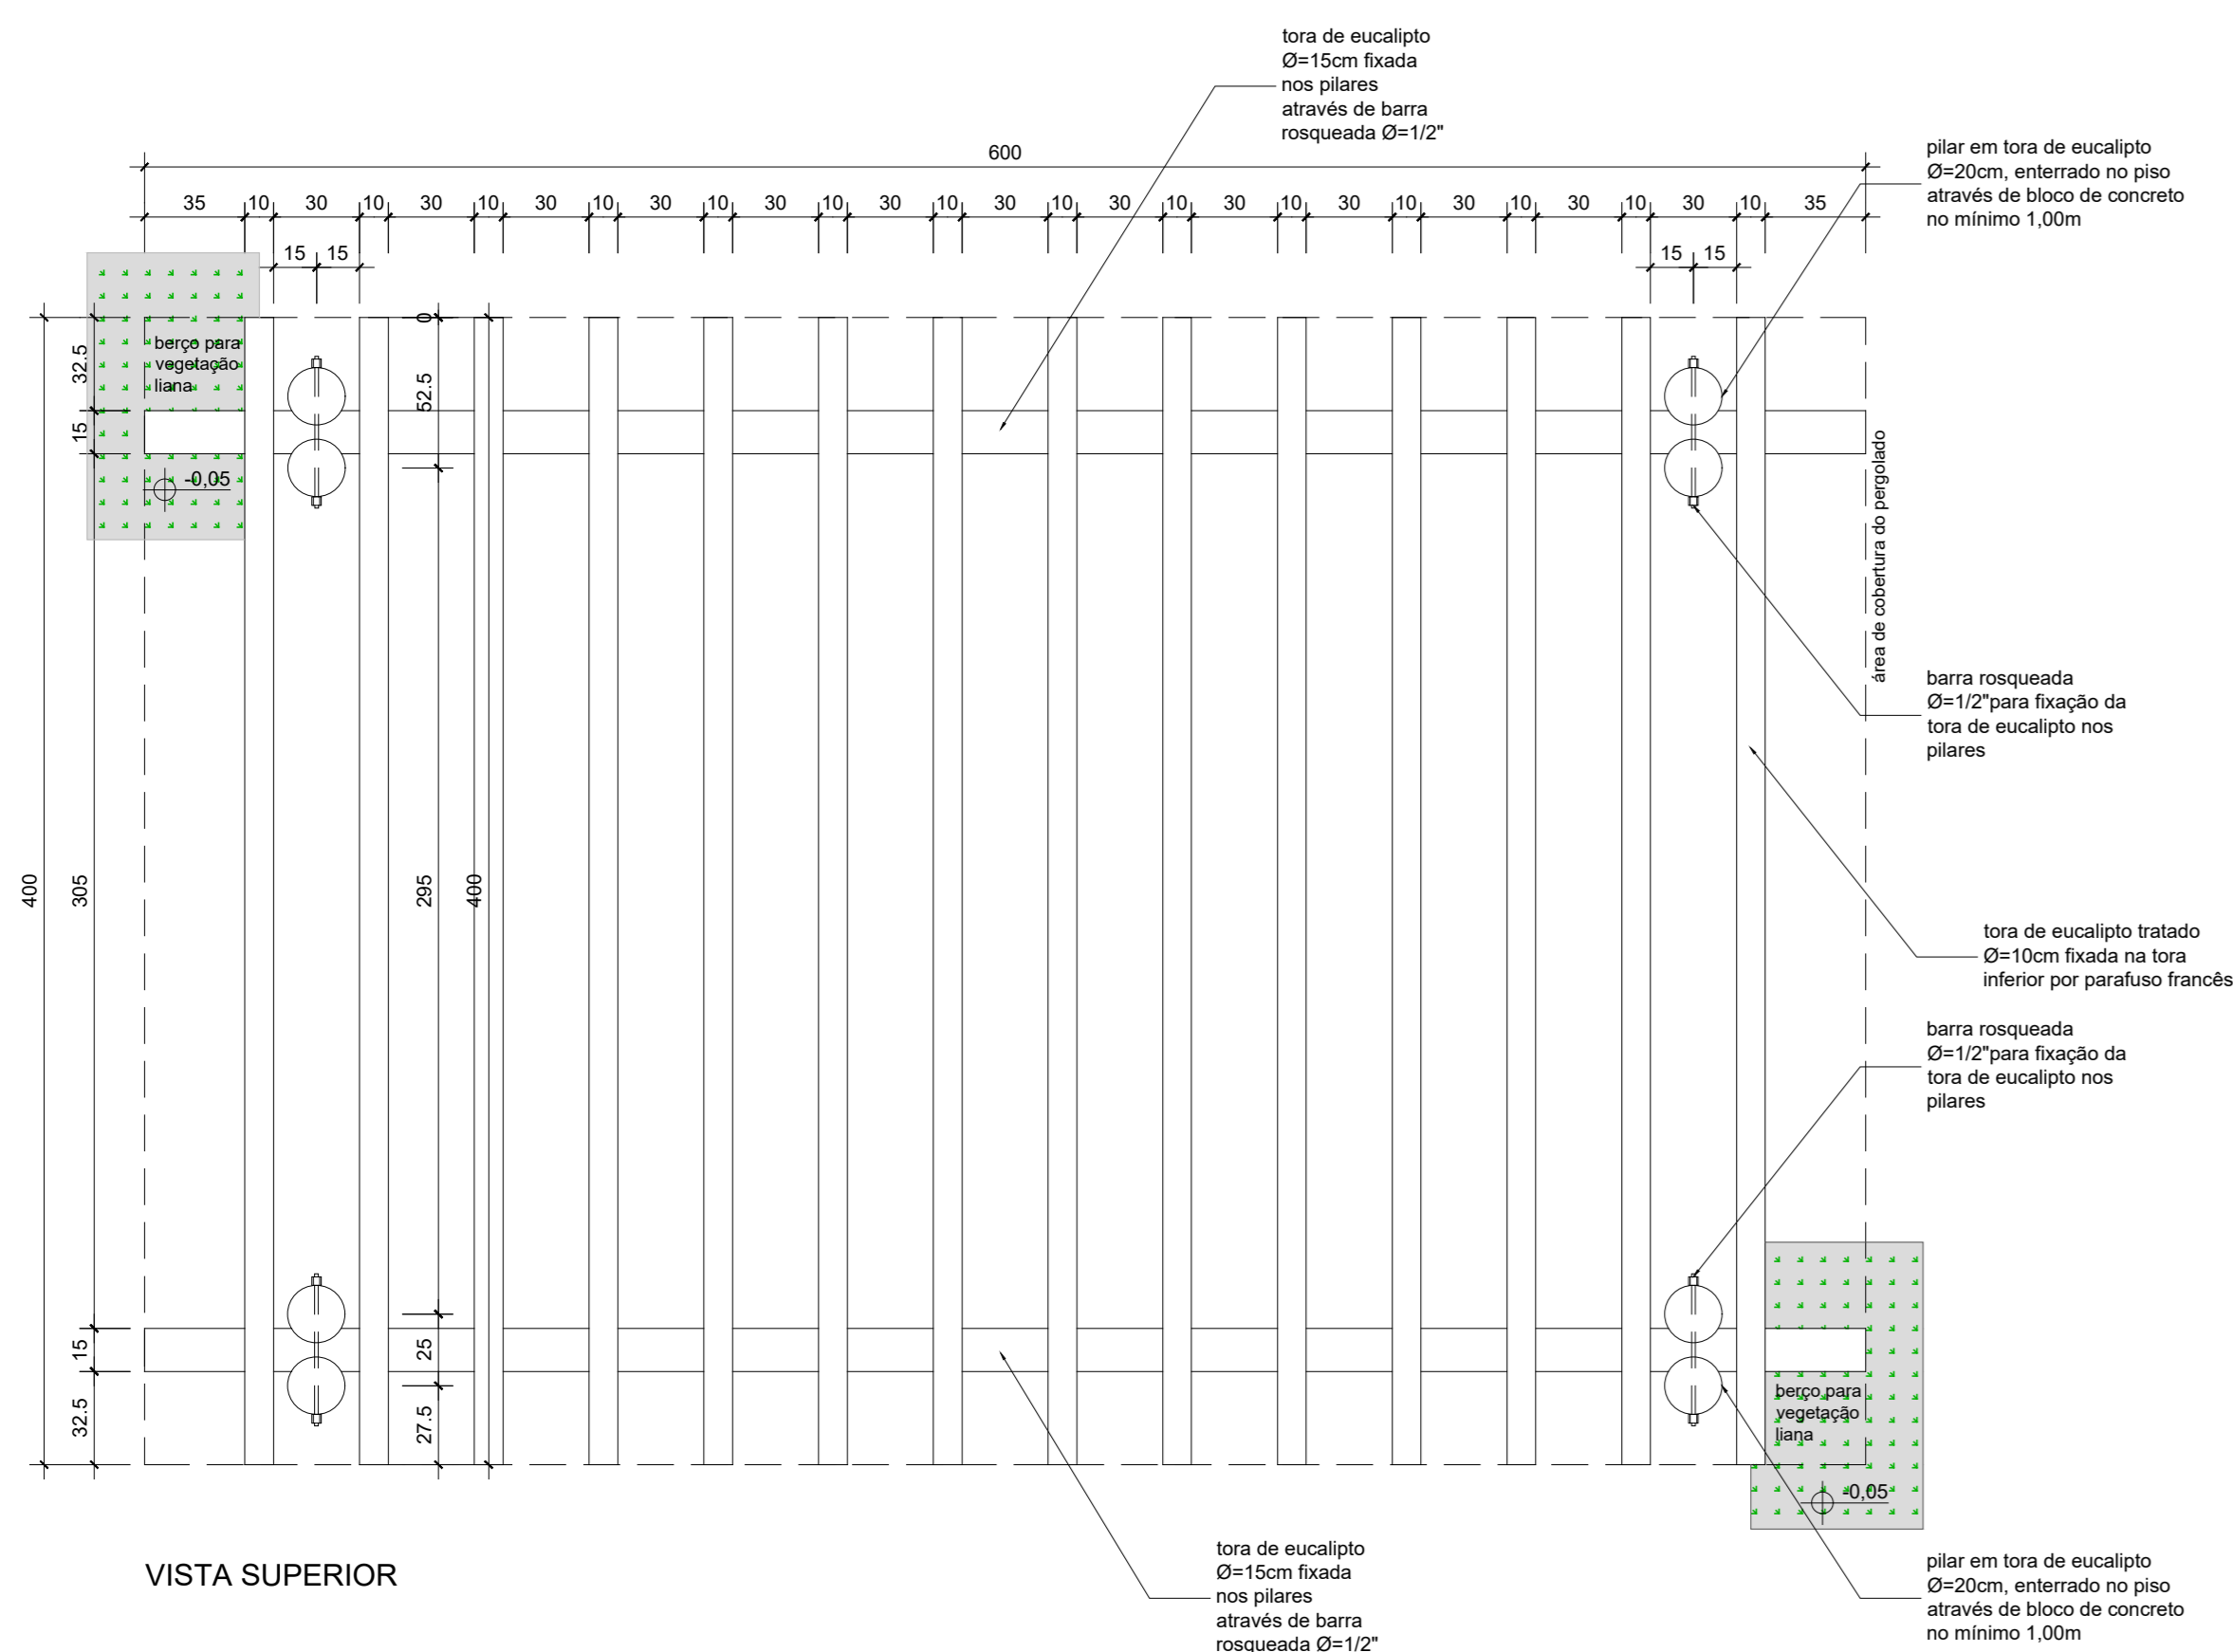 tora de eucalipto
Ø=15cm fixada
nos pilares
através de barra
rosqueada Ø=1/2"
600
pilar em tora de eucalipto
Ø=20cm, enterrado no piso
através de bloco de concreto
no mínimo 1,00m
35 10 30 10 30 10 30 10 30 10 30 10 30 10 30 10 30 10 30 10 30 10 30 10 30 10 30 10 35
15 15
15 15
0
berço para
vegetação
liana
32.5
52.5
15
-0,05
área de cobertura do pergolado
barra rosqueada
Ø=1/2"para fixação da
tora de eucalipto nos
pilares
400
305
295
400
tora de eucalipto tratado
Ø=10cm fixada na tora
inferior por parafuso francês
barra rosqueada
Ø=1/2"para fixação da
tora de eucalipto nos
pilares
15
25
32.5
27.5
berço para
vegetação
liana
-0,05
VISTA SUPERIOR
tora de eucalipto
Ø=15cm fixada
nos pilares
através de barra
rosqueada Ø=1/2"
pilar em tora de eucalipto
Ø=20cm, enterrado no piso
através de bloco de concreto
no mínimo 1,00m